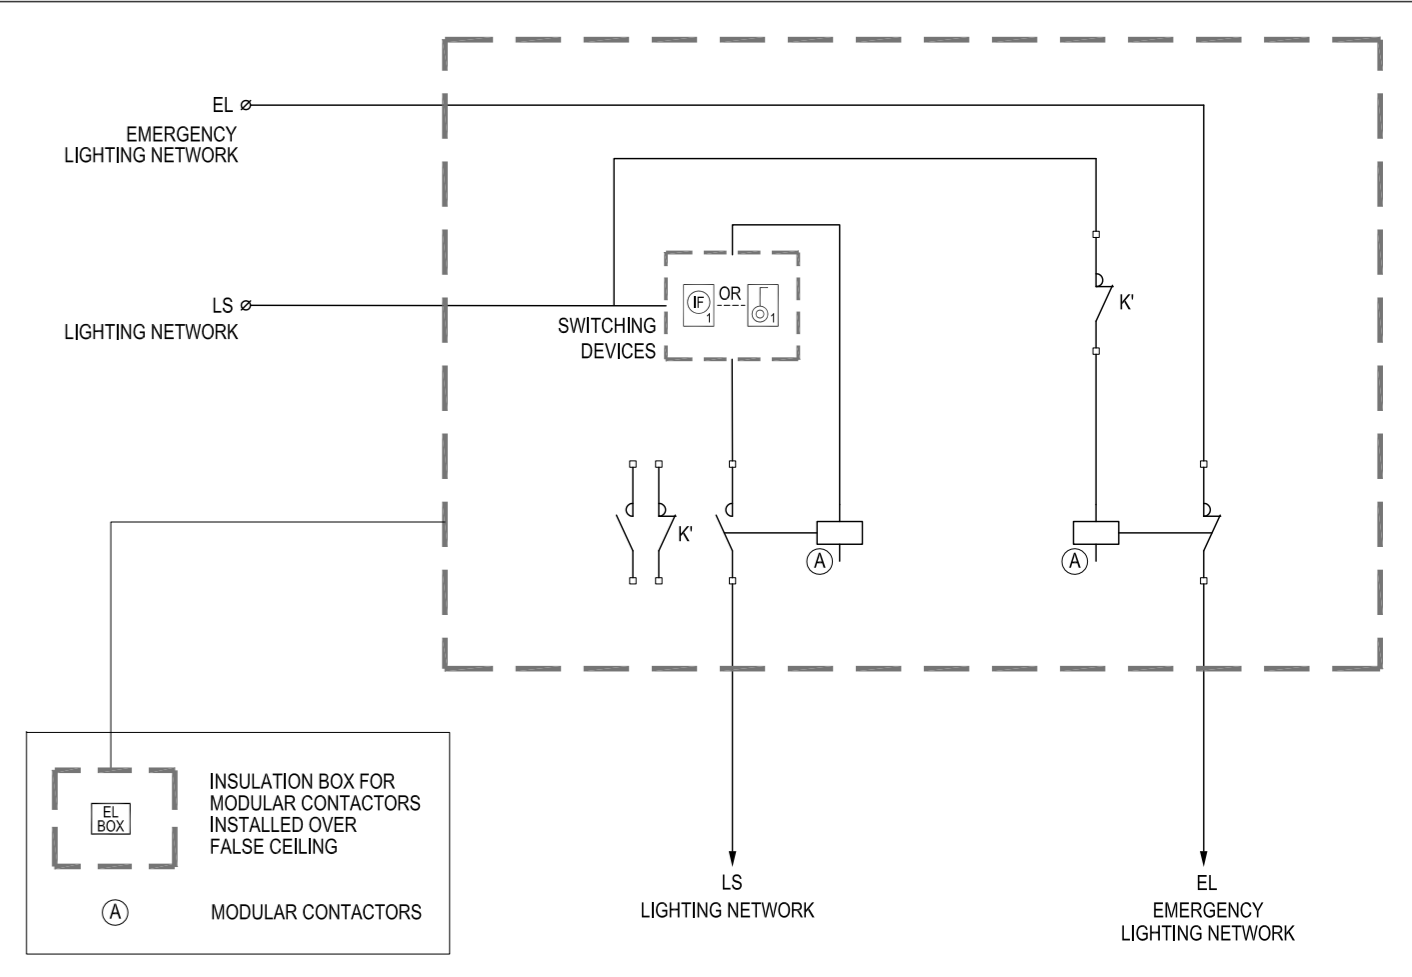 EL
EMERGENCY
LIGHTING NETWORK
LS
LIGHTING NETWORK
IF
1
OR
1
SWITCHING
DEVICES
K'
K'
A
A
EL
BOX
INSULATION BOX FOR
MODULAR CONTACTORS
INSTALLED OVER
FALSE CEILING
A
MODULAR CONTACTORS
LS
LIGHTING NETWORK
EL
EMERGENCY
LIGHTING NETWORK